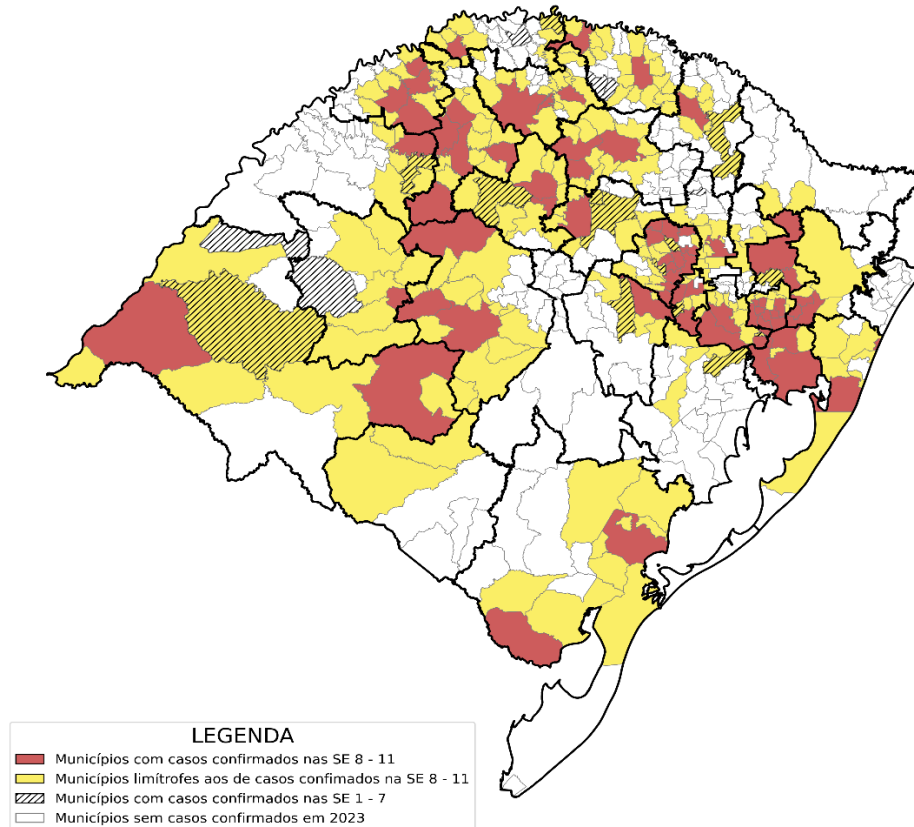 LEGENDA
Municípios com casos confirmados nas SE 8 - 11
Municípios limítrofes aos de casos confimados na SE 8 - 11
Municípios com casos confirmados nas SE 1 - 7
Municípios sem casos confirmados em 2023